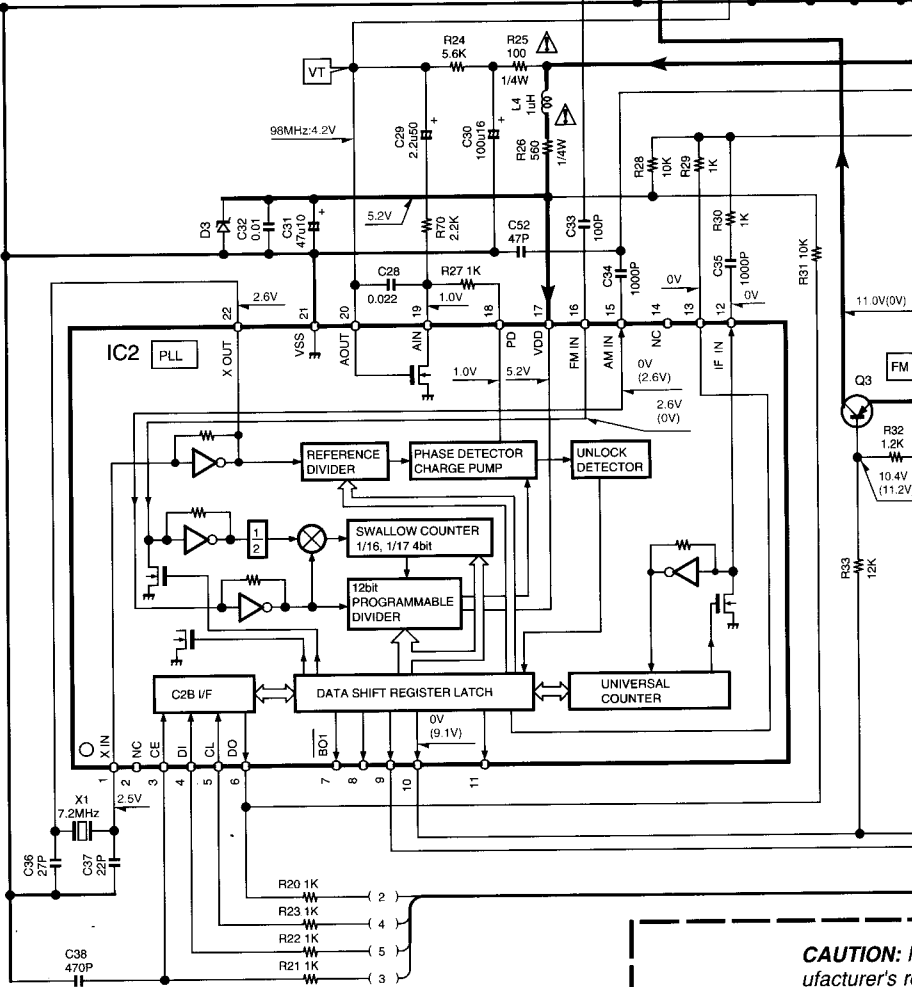 R24
5.6K
R25
100
1/4W
VT
L4
1uH
98MHz:4.2V
C29
2.2u50
C30
100u16
R26
560
1/4W
R28
10K
R29
1K
D3
C32
0.01
C31
47u10
5.2V
R70
2.2K
C52
47P
C33
100P
C34
1000P
R30
1K
C35
1000P
R31 10K
C28
0.022
R27 1K
2.6V
1.0V
0V
0V
11.0V(0V)
22
21
20
19
18
17
16
15
14
13
12
IC2
PLL
X OUT
VSS
AOUT
AIN
PD
VDD
FM IN
AM IN
NC
IF IN
1.0V
5.2V
0V
(2.6V)
2.6V
(0V)
FM
Q3
R32
1.2K
10.4V
(11.2V
REFERENCE
DIVIDER
PHASE DETECTOR
CHARGE PUMP
UNLOCK
DETECTOR
1
2
SWALLOW COUNTER
1/16, 1/17 4bit
12bit
PROGRAMMABLE
DIVIDER
R33
12K
C2B I/F
DATA SHIFT REGISTER LATCH
UNIVERSAL
COUNTER
0V
(9.1V)
X IN
NC
CE
DI
CL
DO
BO1
1
2
3
4
5
6
7
8
9
10
11
X1
7.2MHz
2.5V
C36
27P
C37
22P
R20 1K
( 2 )
R23 1K
( 4 )
R22 1K
( 5 )
R21 1K
( 3 )
C38
470P
CAUTION:
ufacturer's r